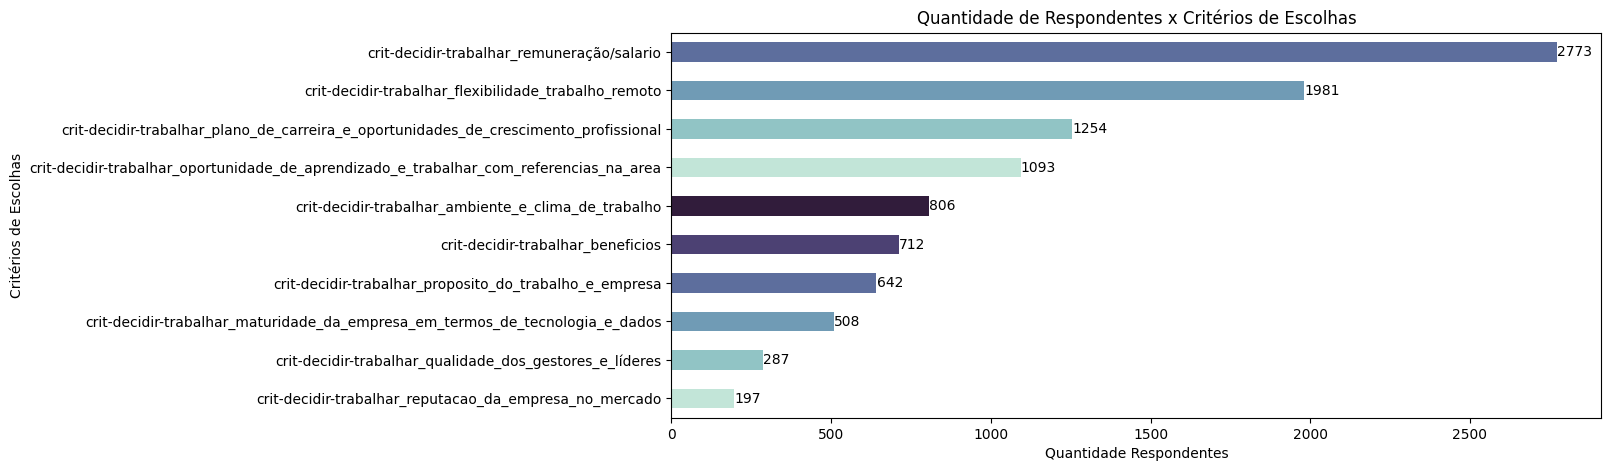 Quantidade de Respondentes x Critérios de Escolhas
crit-decidir-trabalhar_remuneração/salario 2773
crit-decidir-trabalhar_flexibilidade_trabalho_remoto 1981
crit-decidir-trabalhar_plano_de_carreira_e_oportunidades_de_crescimento_profissional 1254
crit-decidir-trabalhar_oportunidade_de_aprendizado_e_trabalhar_com_referencias_na_area 1093
crit-decidir-trabalhar_ambiente_e_clima_de_trabalho 806
crit-decidir-trabalhar_beneficios 712
crit-decidir-trabalhar_proposito_do_trabalho_e_empresa 642
crit-decidir-trabalhar_maturidade_da_empresa_em_termos_de_tecnologia_e_dados 508
crit-decidir-trabalhar_qualidade_dos_gestores_e_líderes 287
crit-decidir-trabalhar_reputacao_da_empresa_no_mercado 197
Critérios de Escolhas
0 500 1000 1500 2000 2500
Quantidade Respondentes